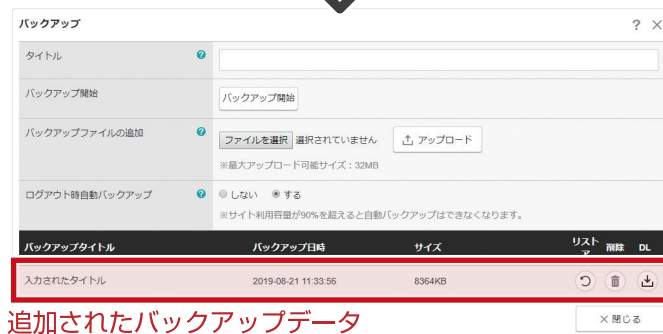 バックアップ
? ×
タイトル ?
バックアップ開始 バックアップ開始
バックアップファイルの追加 ? ファイルを選択 選択されていません アップロード
※最大アップロード可能サイズ：32MB
ログアウト時自動バックアップ ? しない する
※サイト利用容量が90%を超えると自動バックアップはできなくなります。
バックアップタイトル バックアップ日時 サイズ リストア 削除 DL
入力されたタイトル 2019-08-21 11:33:56 8364KB
追加されたバックアップデータ
×閉じる